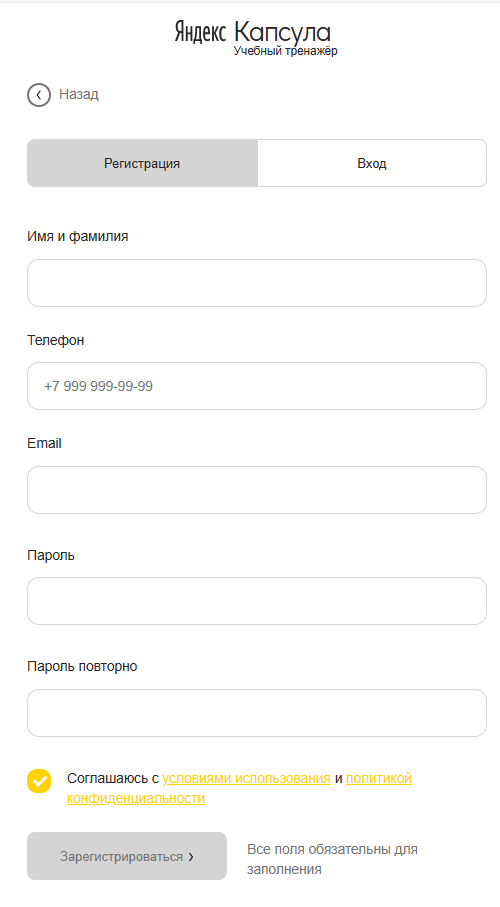 Яндекс Капсула
Учебный тренажёр
Назад
Регистрация
Вход
Имя и фамилия
Телефон
+7 999 999-99-99
Email
Пароль
Пароль повторно
Соглашаюсь с условиями использования и политикой
конфиденциальности
Зарегистрироваться
Все поля обязательны для
заполнения